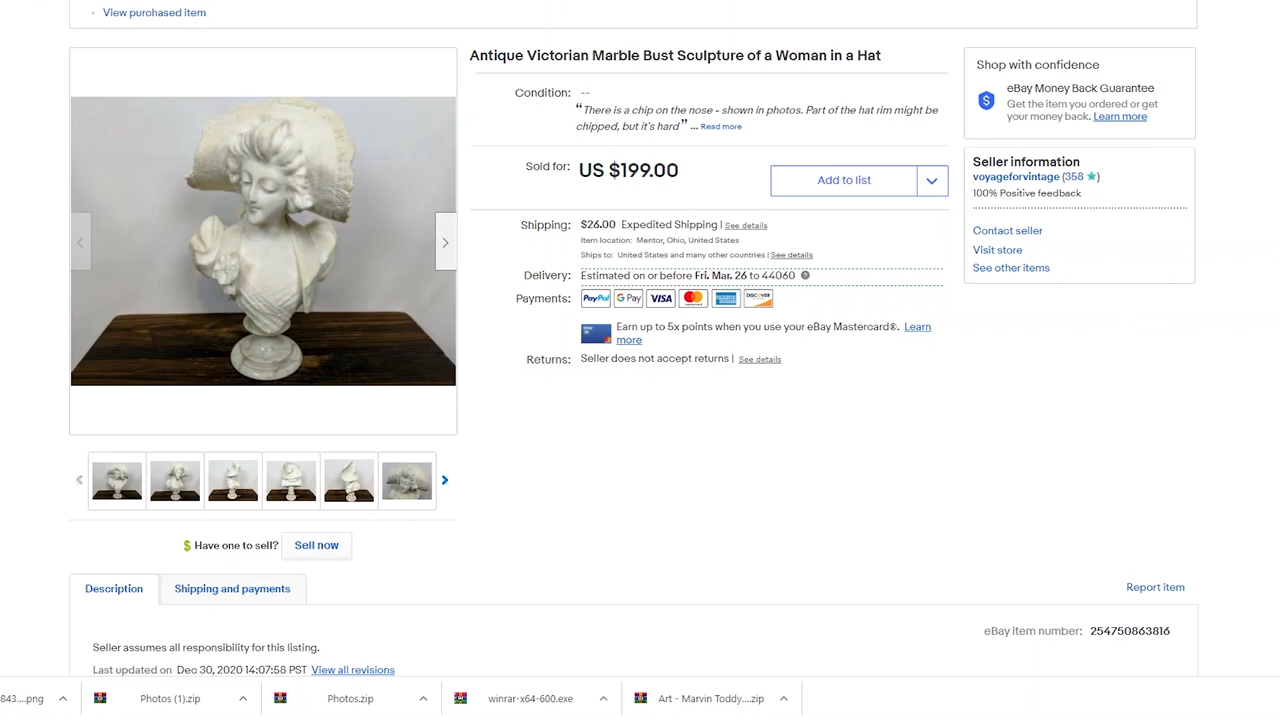 View purchased item
Antique Victorian Marble Bust Sculpture of a Woman in a Hat
Condition: --
“There is a chip on the nose - shown in photos. Part of the hat rim might be
chipped, but it's hard” ... Read more
Sold for: US $199.00
Add to list
Shipping: $26.00 Expedited Shipping | See details
Item location: Mentor, Ohio, United States
Ships to: United States and many other countries | See details
Delivery: Estimated on or before Fri. Mar. 26 to 44060
Payments: PayPal G Pay VISA mastercard AMERICAN EXPRESS DISCOVER
Earn up to 5x points when you use your eBay Mastercard®. Learn
more
Returns: Seller does not accept returns | See details
Shop with confidence
eBay Money Back Guarantee
Get the item you ordered or get
your money back. Learn more
Seller information
voyageforvintage (358 ★)
100% Positive feedback
Contact seller
Visit store
See other items
$ Have one to sell? Sell now
Description
Shipping and payments
Report item
eBay item number: 254750863816
Seller assumes all responsibility for this listing.
Last updated on Dec 30, 2020 14:07:58 PST View all revisions
843....png
Photos (1).zip
Photos.zip
winrar-x64-600.exe
Art - Marvin Toddy....zip